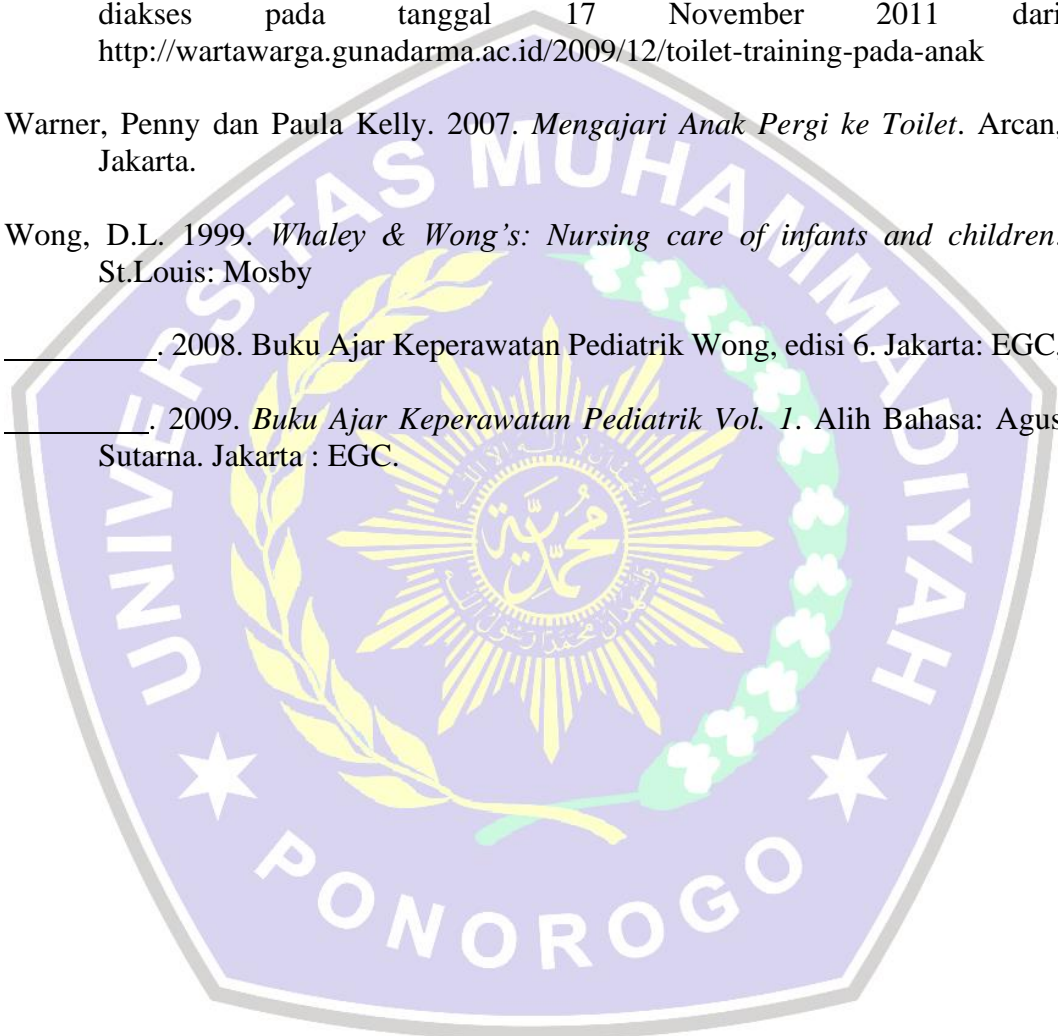 diakses pada tanggal 17 November 2011 dari
http://wartawarga.gunadarma.ac.id/2009/12/toilet-training-pada-anak
Warner, Penny dan Paula Kelly. 2007. Mengajari Anak Pergi ke Toilet. Arcan,
Jakarta.
Wong, D.L. 1999. Whaley & Wong’s: Nursing care of infants and children.
St.Louis: Mosby
__________. 2008. Buku Ajar Keperawatan Pediatrik Wong, edisi 6. Jakarta: EGC.
__________. 2009. Buku Ajar Keperawatan Pediatrik Vol. 1. Alih Bahasa: Agus
Sutarna. Jakarta : EGC.
UNIVERSITAS MUHAMMADIYAH
PONOROGO
محمدية